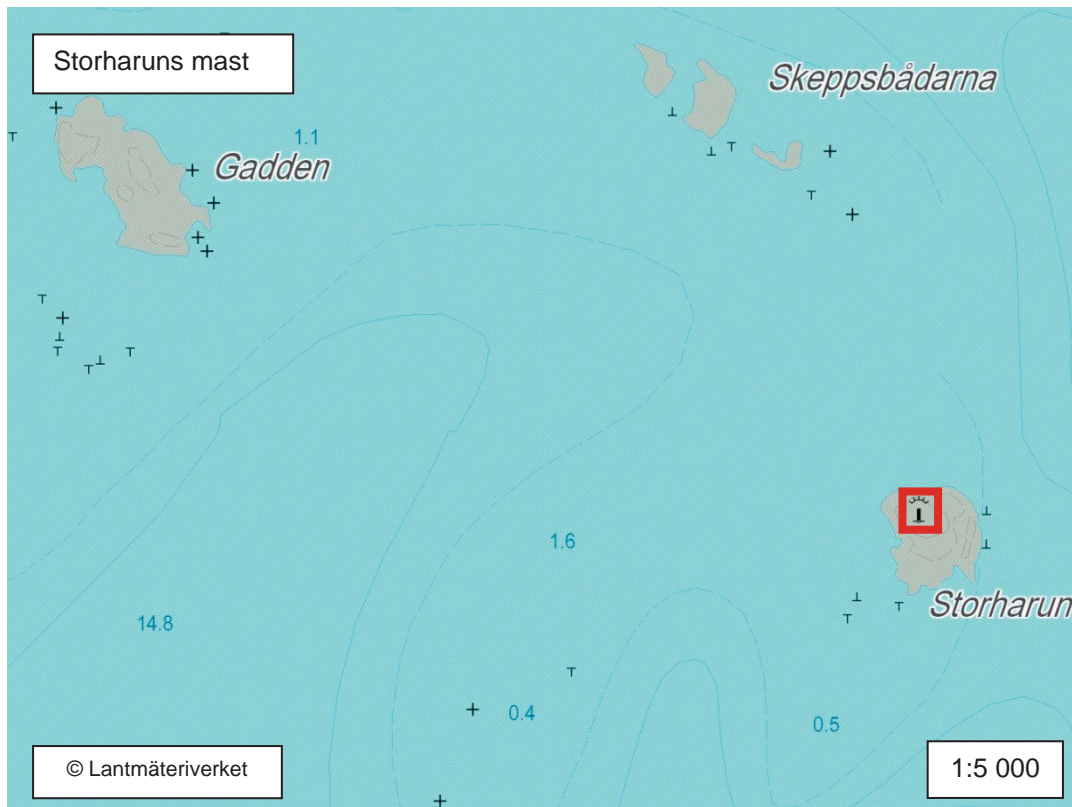 Storharuns mast
Skeppsbådarna
1.1
Gadden
1.6
Storharun
14.8
0.4
0.5
© Lantmäteriverket
1:5 000